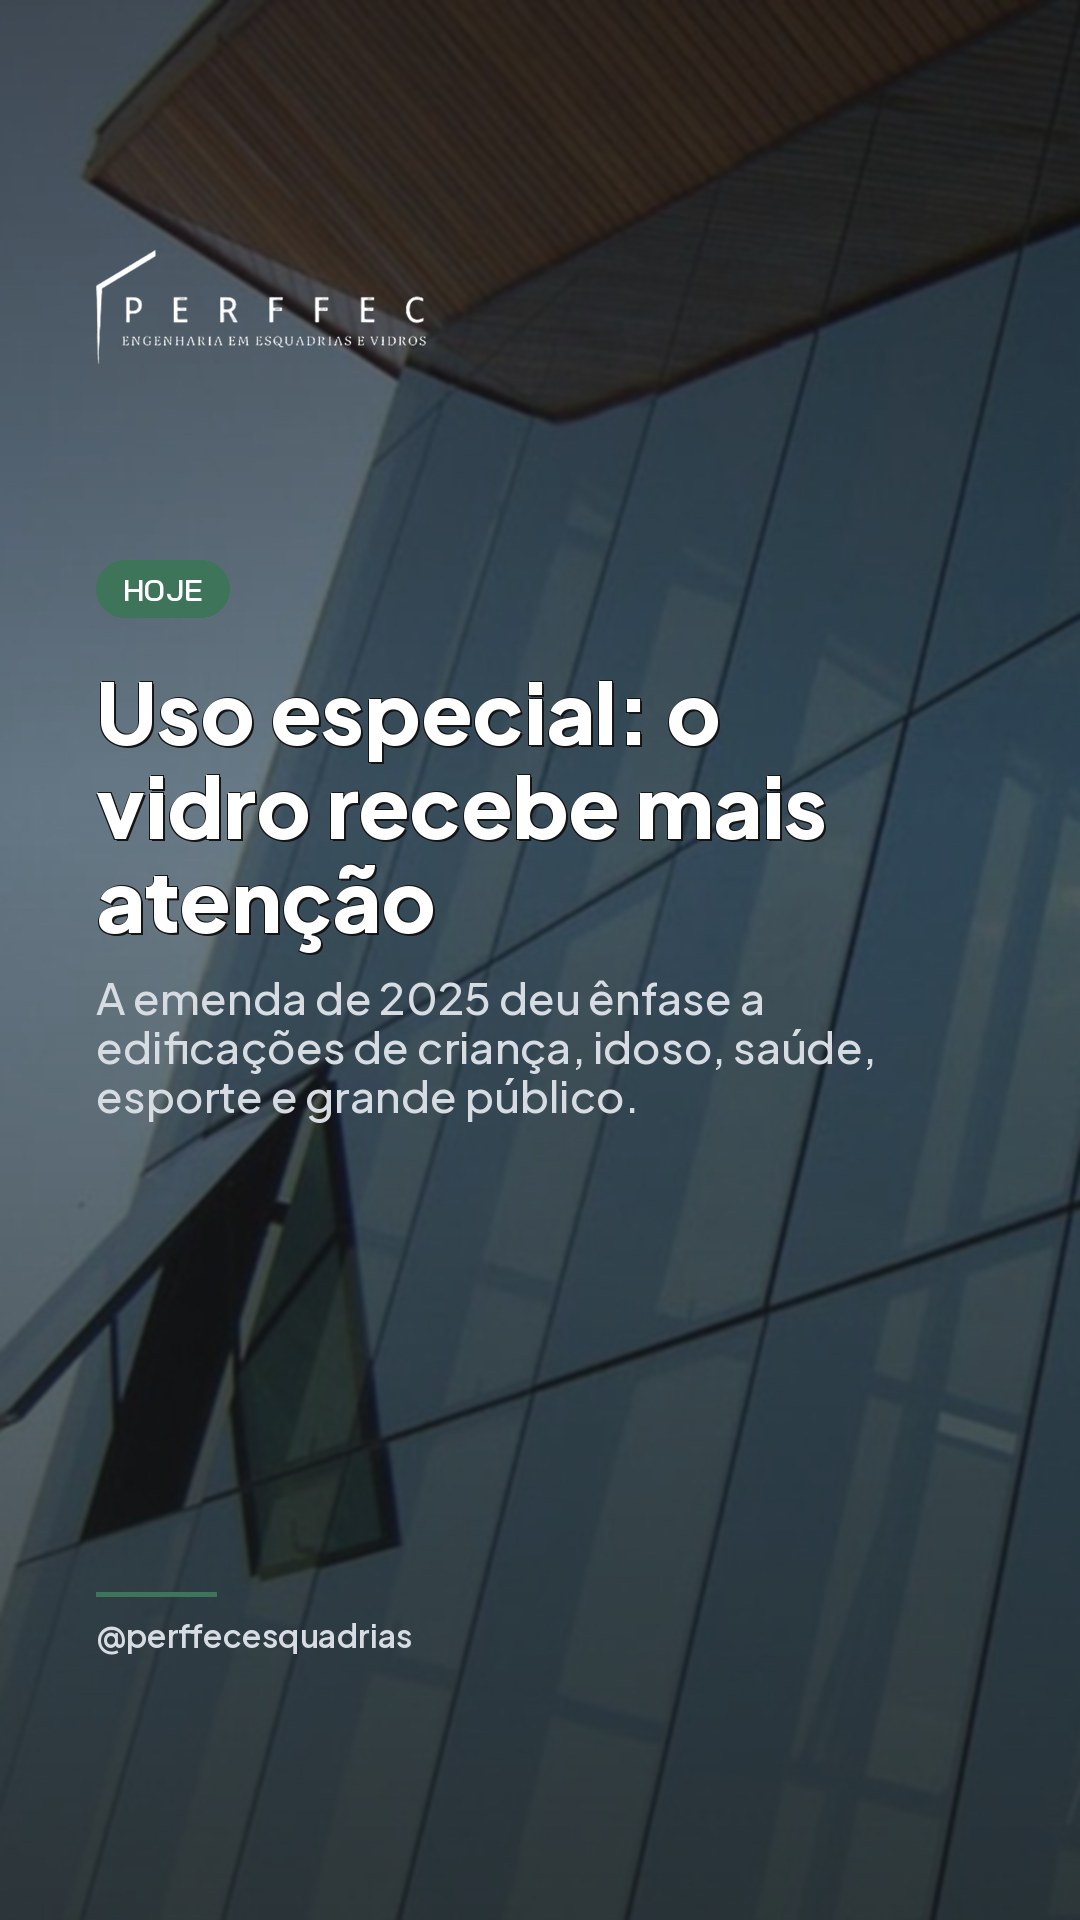 PERFFEC
ENGENHARIA EM ESQUADRIAS E VIDROS
HOJE
Uso especial: o
vidro recebe mais
atenção
A emenda de 2025 deu ênfase a
edificações de criança, idoso, saúde,
esporte e grande público.
@perffecesquadrias